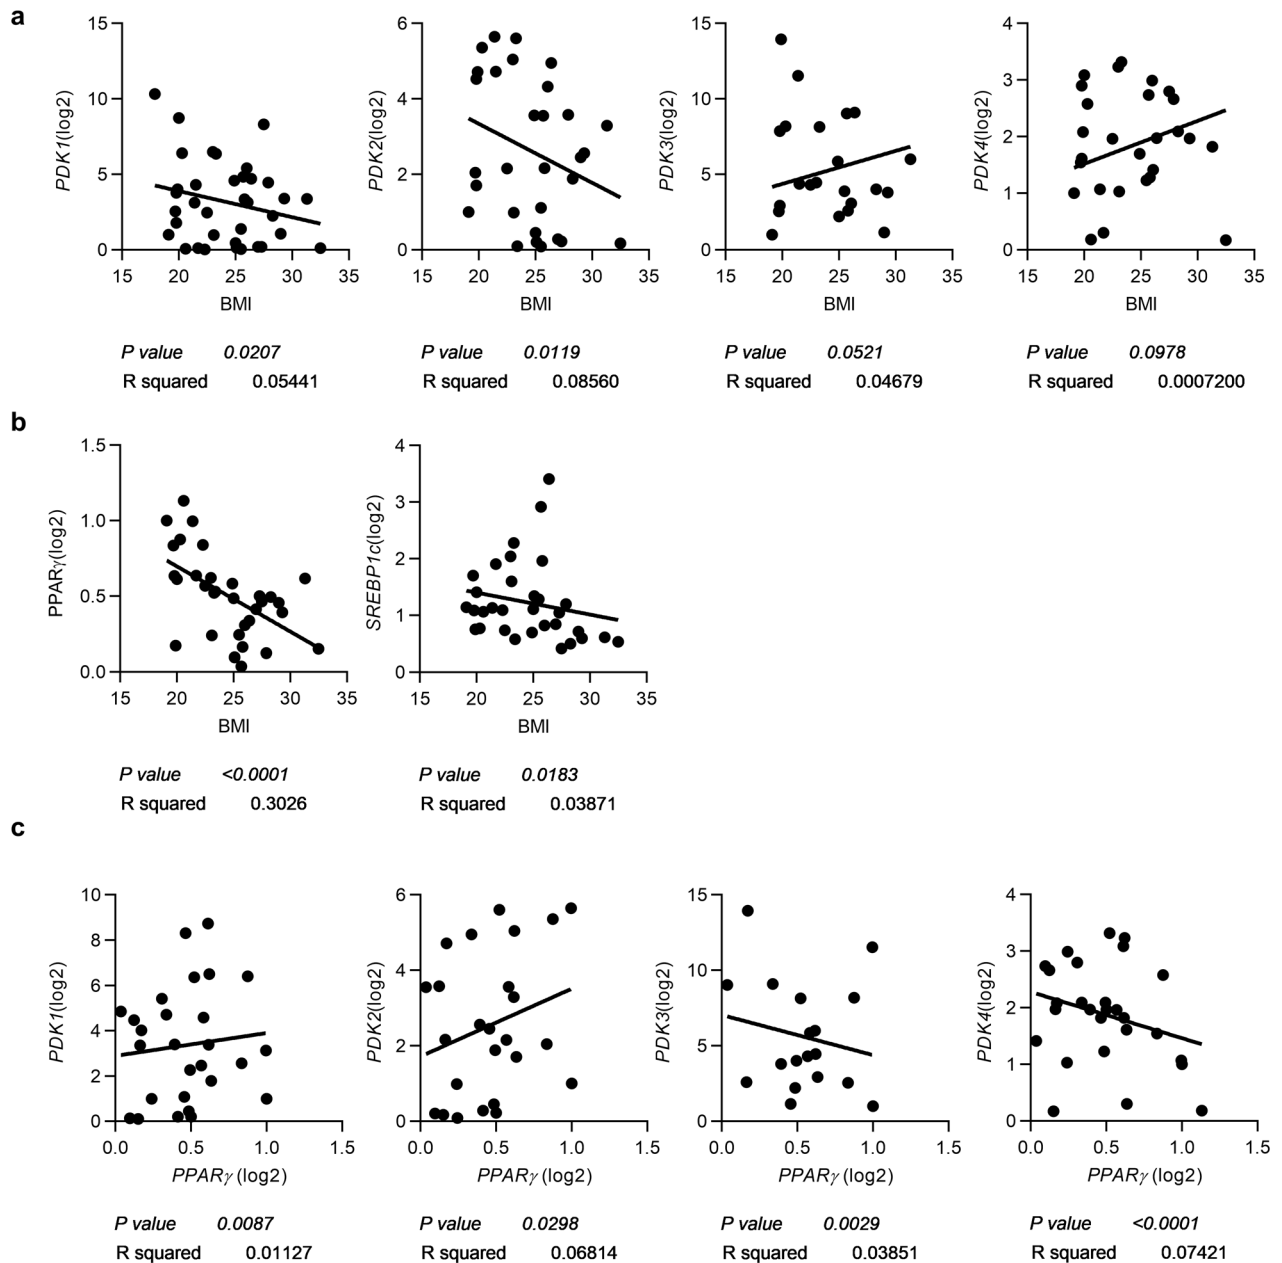 a
15
10
5
0
PDK1(log2)
15 20 25 30 35
BMI
P value 0.0207
R squared 0.05441
6
4
2
0
PDK2(log2)
15 20 25 30 35
BMI
P value 0.0119
R squared 0.08560
15
10
5
0
PDK3(log2)
15 20 25 30 35
BMI
P value 0.0521
R squared 0.04679
4
3
2
1
0
PDK4(log2)
15 20 25 30 35
BMI
P value 0.0978
R squared 0.0007200
b
1.5
1.0
0.5
0.0
PPARγ(log2)
15 20 25 30 35
BMI
P value <0.0001
R squared 0.3026
4
3
2
1
0
SREBP1c(log2)
15 20 25 30 35
BMI
P value 0.0183
R squared 0.03871
c
10
8
6
4
2
0
PDK1(log2)
0.0 0.5 1.0 1.5
PPARγ (log2)
P value 0.0087
R squared 0.01127
6
4
2
0
PDK2(log2)
0.0 0.5 1.0 1.5
PPARγ (log2)
P value 0.0298
R squared 0.06814
15
10
5
0
PDK3(log2)
0.0 0.5 1.0 1.5
PPARγ (log2)
P value 0.0029
R squared 0.03851
4
3
2
1
0
PDK4(log2)
0.0 0.5 1.0 1.5
PPARγ (log2)
P value <0.0001
R squared 0.07421